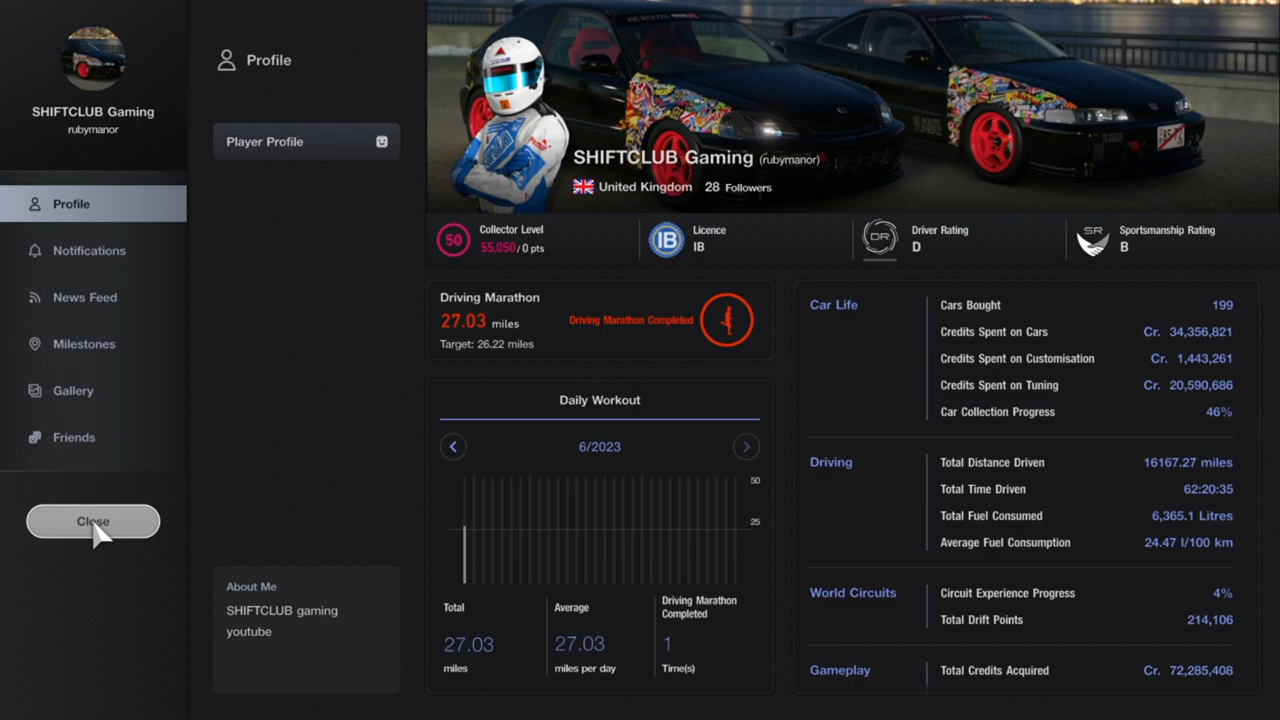 SHIFTCLUB Gaming
rubymanor
Profile
Notifications
News Feed
Milestones
Gallery
Friends
Close
Profile
Player Profile
About Me
SHIFTCLUB gaming
youtube
SHIFTCLUB Gaming (rubymanor)
United Kingdom 28 Followers
50
Collector Level
55,050 / 0 pts
IB
Licence
IB
DR
Driver Rating
D
SR
Sportsmanship Rating
B
Driving Marathon
27.03 miles
Target: 26.22 miles
Driving Marathon Completed
Daily Workout
6/2023
50
25
Total
27.03
miles
Average
27.03
miles per day
Driving Marathon
Completed
1
Time(s)
Car Life
Cars Bought 199
Credits Spent on Cars Cr. 34,356,821
Credits Spent on Customisation Cr. 1,443,261
Credits Spent on Tuning Cr. 20,590,686
Car Collection Progress 46%
Driving
Total Distance Driven 16167.27 miles
Total Time Driven 62:20:35
Total Fuel Consumed 6,365.1 Litres
Average Fuel Consumption 24.47 l/100 km
World Circuits
Circuit Experience Progress 4%
Total Drift Points 214,106
Gameplay
Total Credits Acquired Cr. 72,285,408